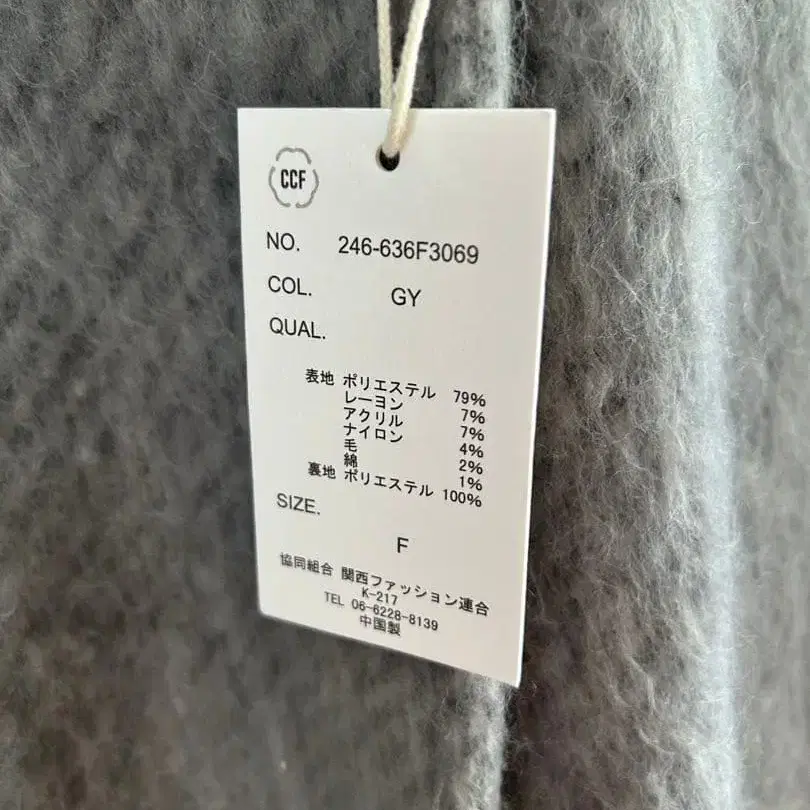 CCF
NO. 246-636F3069
COL. GY
QUAL.
表地 ポリエステル 79%
レーヨン 7%
アクリル 7%
ナイロン 4%
毛 2%
綿 1%
裏地 ポリエステル 100%
SIZE.
F
協同組合 関西ファッション連合
K-217
TEL 06-6228-8139
中国製